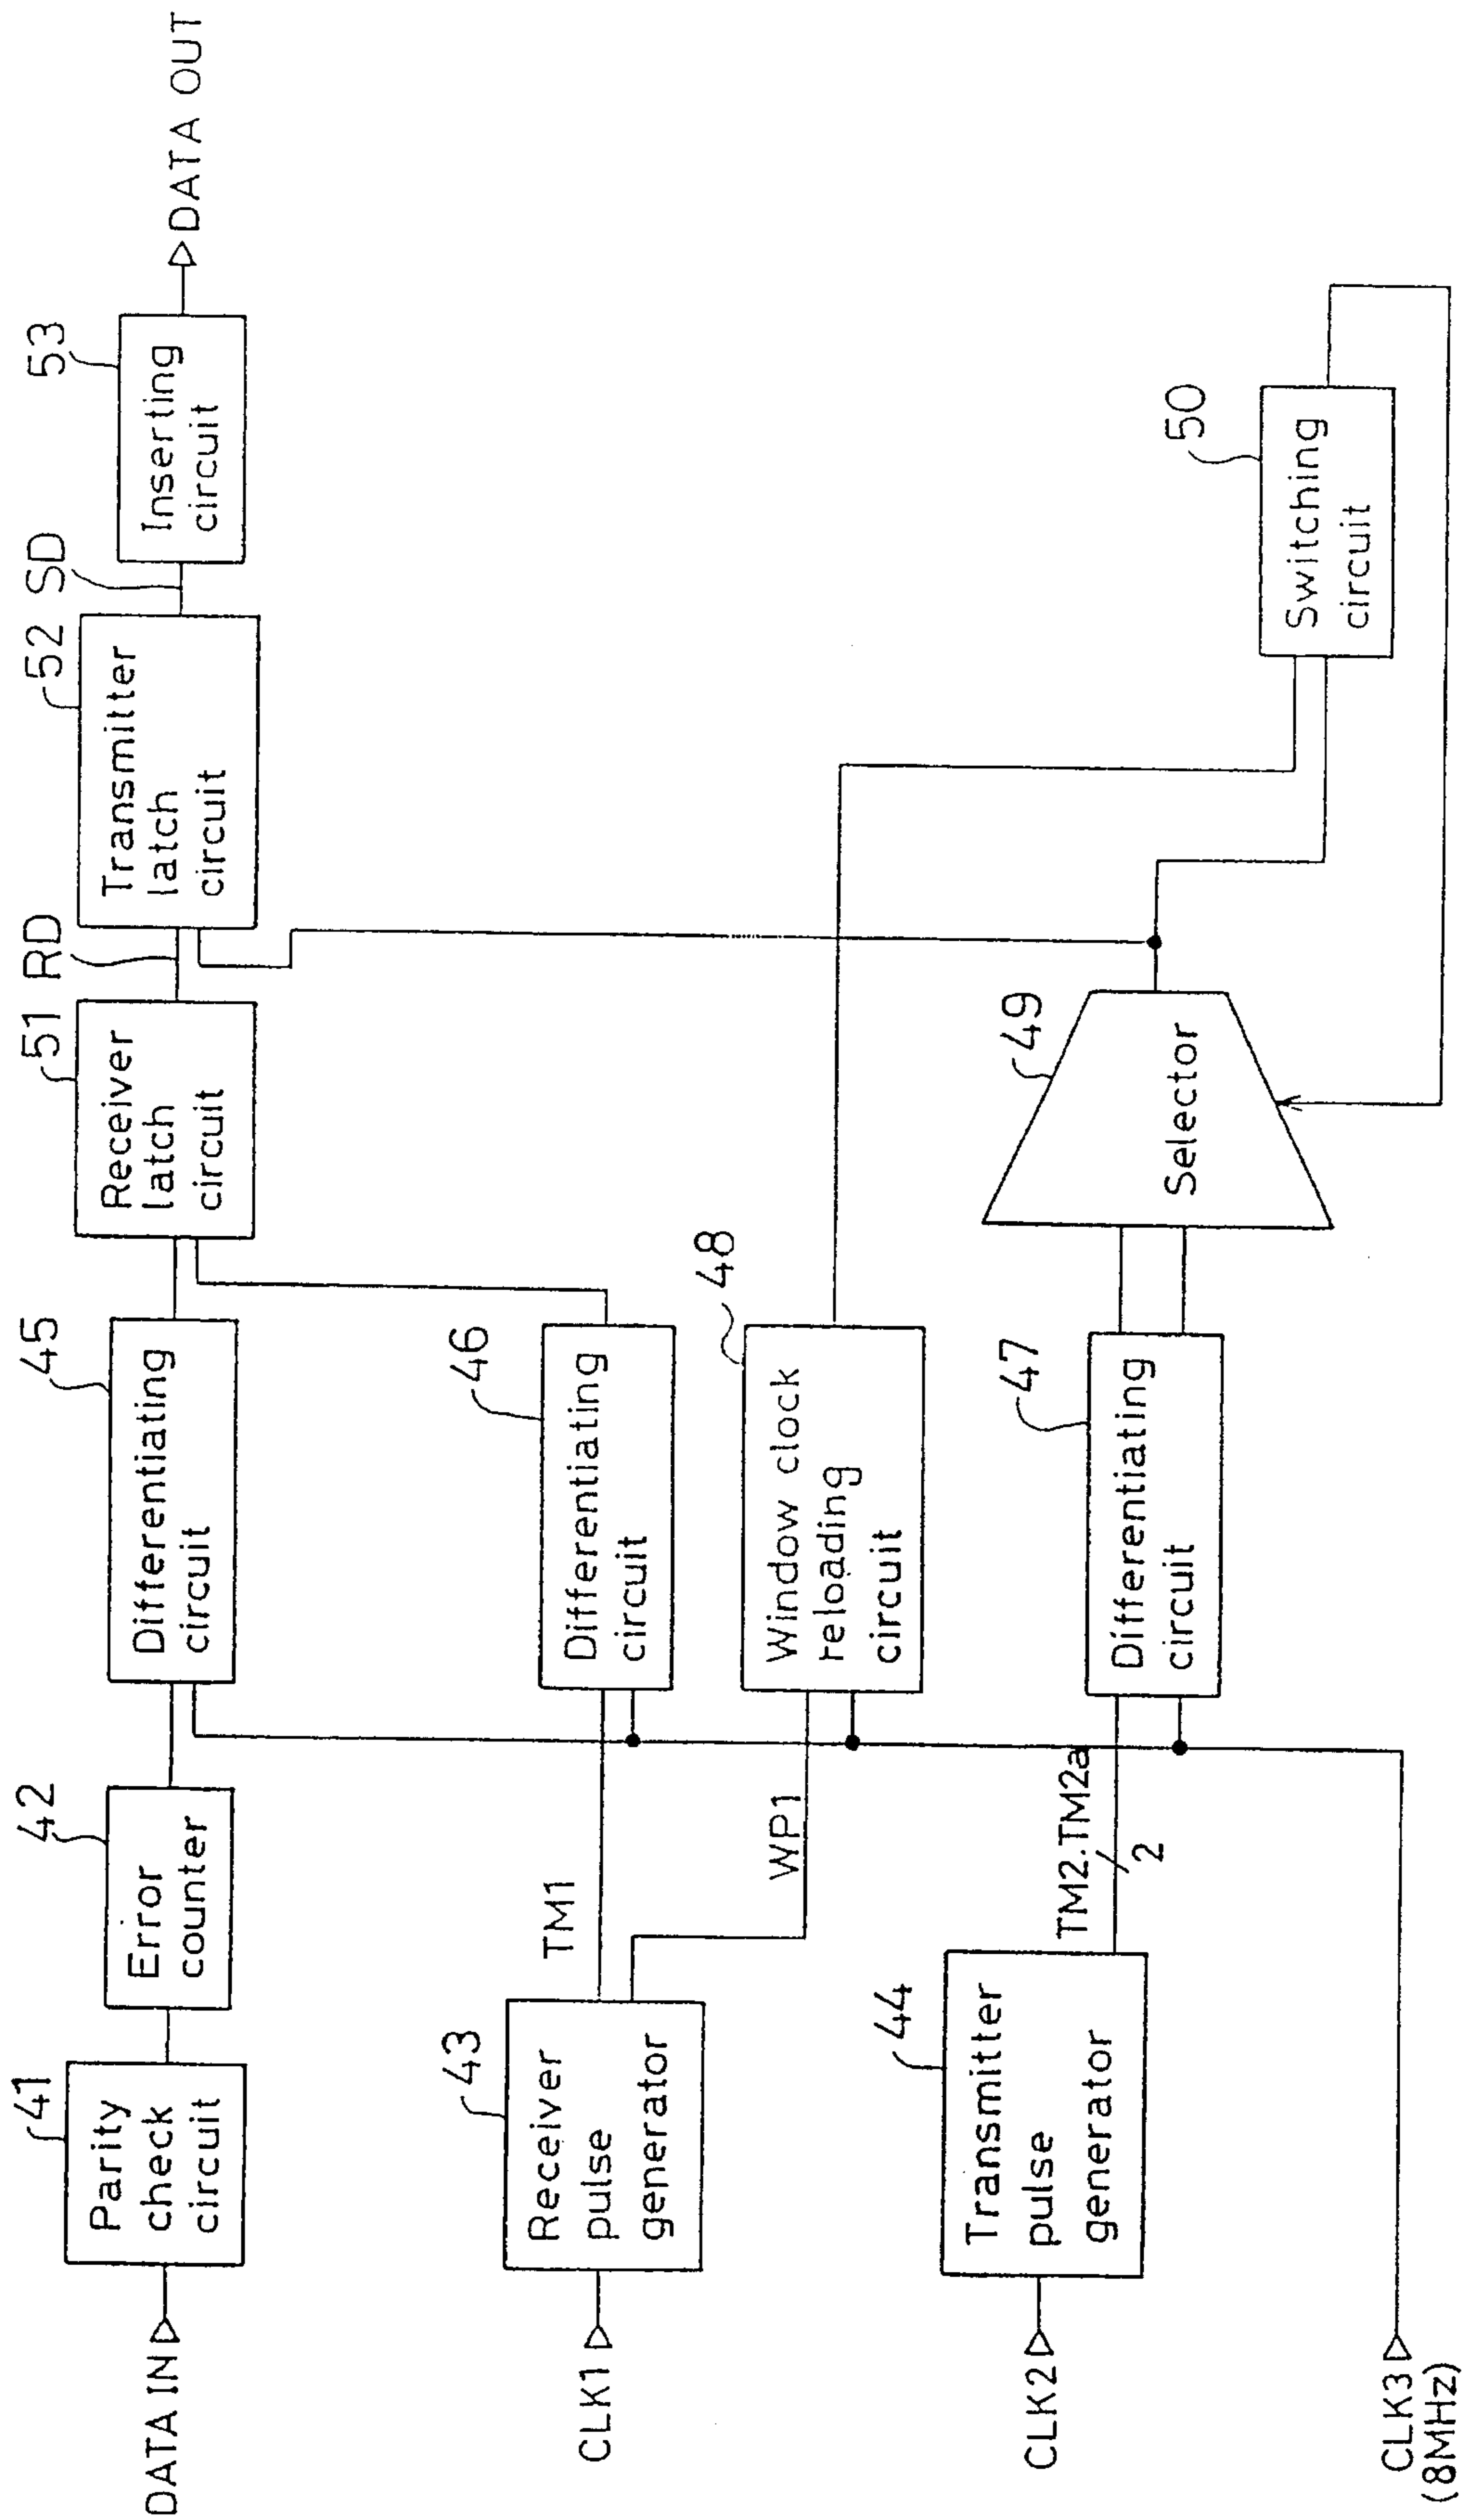 DATA IN
41
Parity
check
circuit
42
Error
counter
45
Differentiating
circuit
51
Receiver
latch
circuit
RD
52
Transmitter
latch
circuit
SD
53
Inserting
circuit
DATA OUT
CLK1
43
Receiver
pulse
generator
TM1
WP1
46
Differentiating
circuit
48
Window clock
reloading
circuit
CLK2
44
Transmitter
pulse
generator
TM2.TM2a
2
47
Differentiating
circuit
49
Selector
50
Switching
circuit
CLK3
(8MHz)